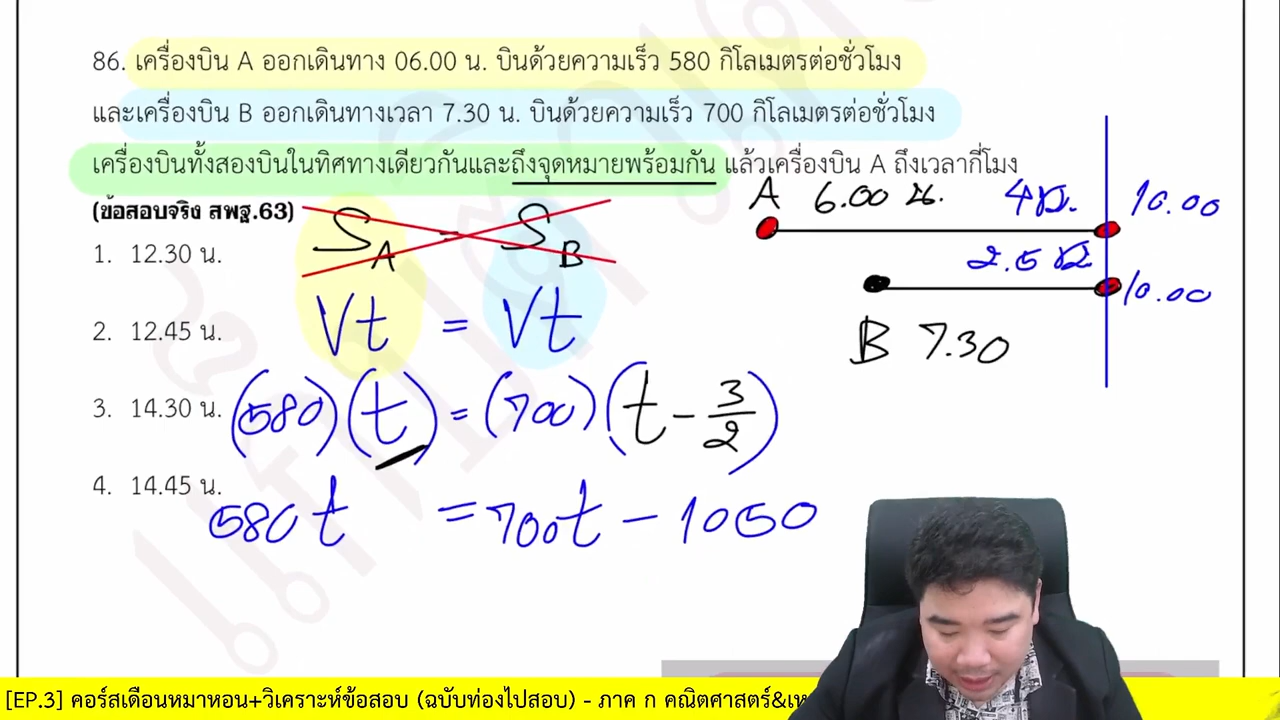 86. เครื่องบิน A ออกเดินทาง 06.00 น. บินด้วยความเร็ว 580 กิโลเมตรต่อชั่วโมง
และเครื่องบิน B ออกเดินทางเวลา 7.30 น. บินด้วยความเร็ว 700 กิโลเมตรต่อชั่วโมง
เครื่องบินทั้งสองบินในทิศทางเดียวกันและถึงจุดหมายพร้อมกัน แล้วเครื่องบิน A ถึงเวลากี่โมง
(ข้อสอบจริง สพฐ.63)
1. 12.30 น.
2. 12.45 น.
3. 14.30 น.
4. 14.45 น.
S_A = S_B
Vt = Vt
(580)(t) = (700)(t - 3/2)
580t = 700t - 1050
A 6.00 น. 4ช. 10.00
2.5 ช. 10.00
B 7.30
[EP.3] คอร์สเดือนหมาหอน+วิเคราะห์ข้อสอบ (ฉบับท่องไปสอบ) - ภาค ก คณิตศาสตร์&เห